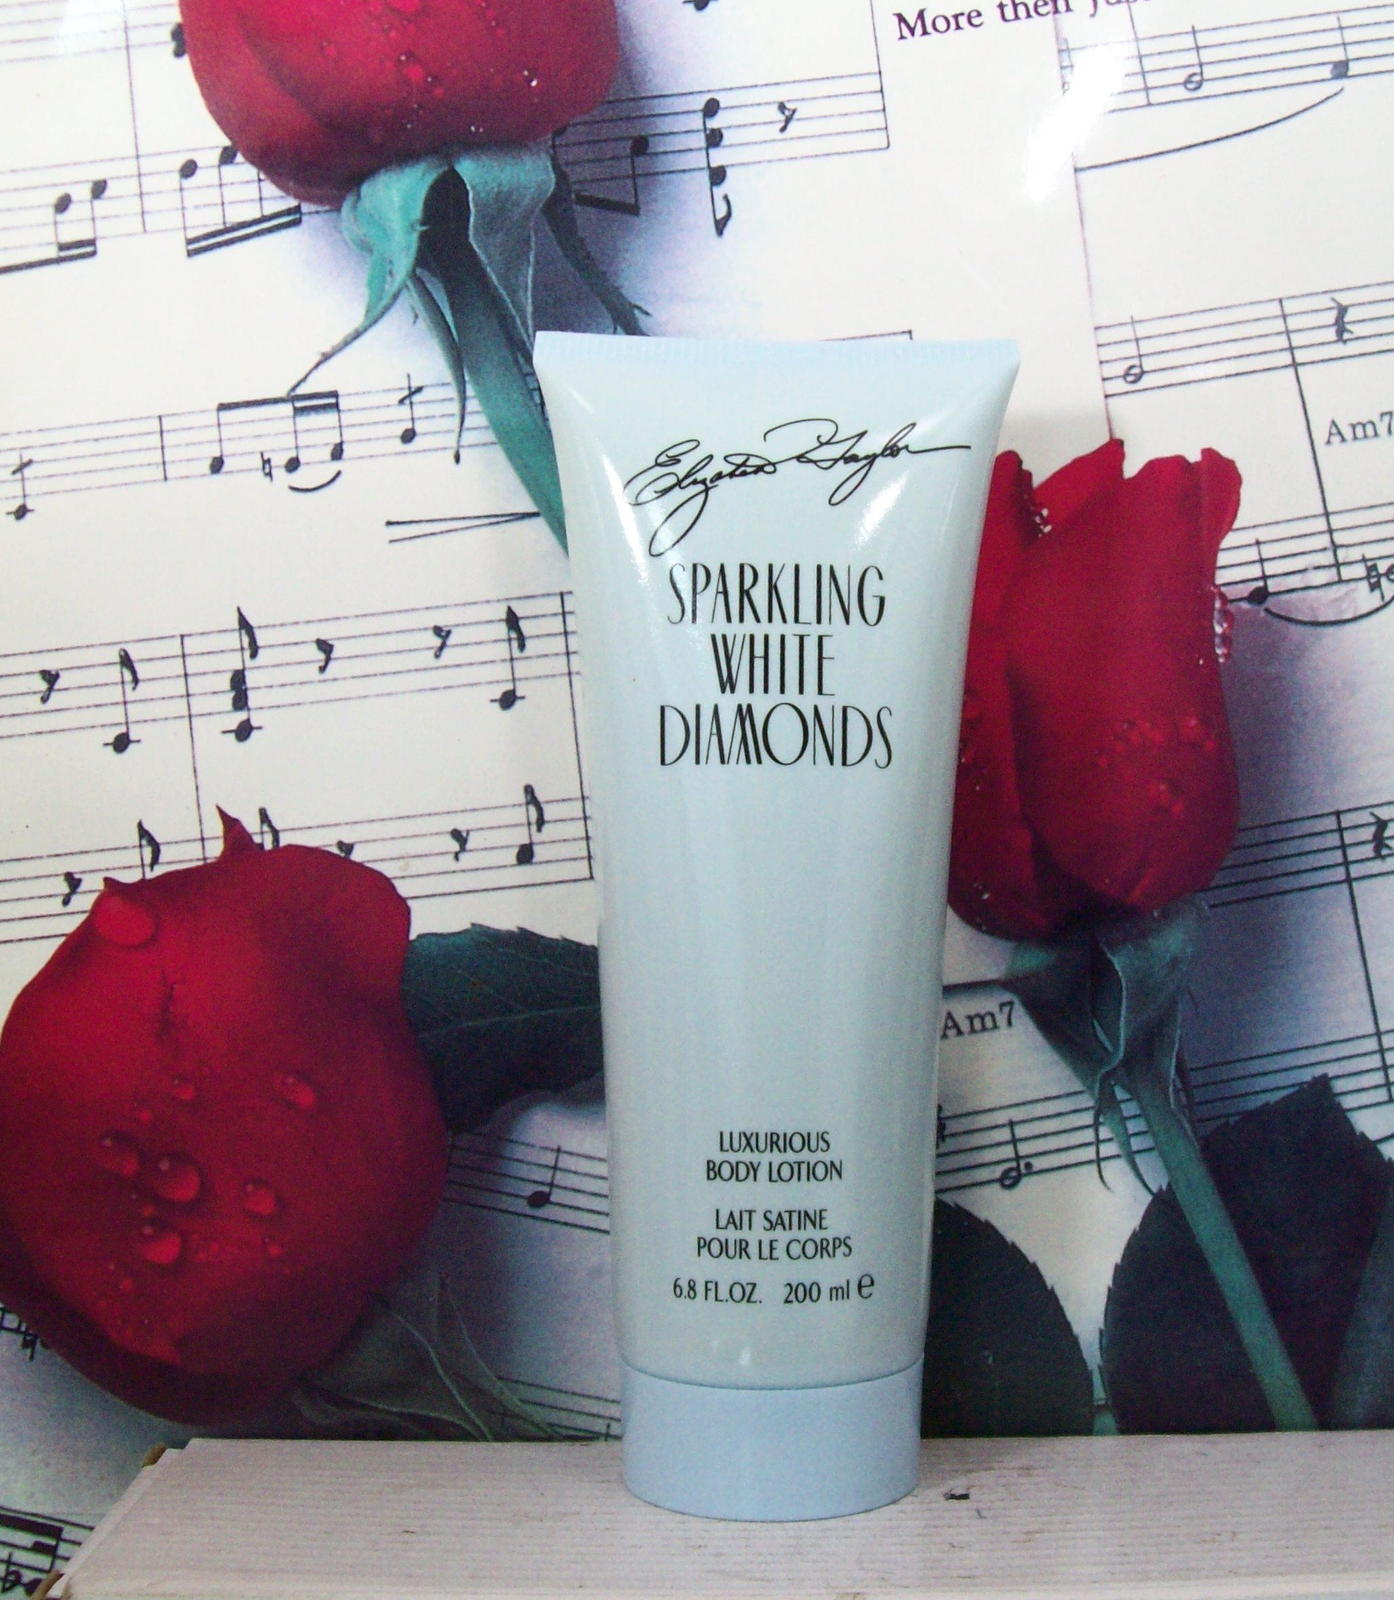 More then just
Am7
Elizabeth Taylor
SPARKLING
WHITE
DIAMONDS
Am7
LUXURIOUS
BODY LOTION
LAIT SATINE
POUR LE CORPS
6.8 FL.OZ. 200 ml e